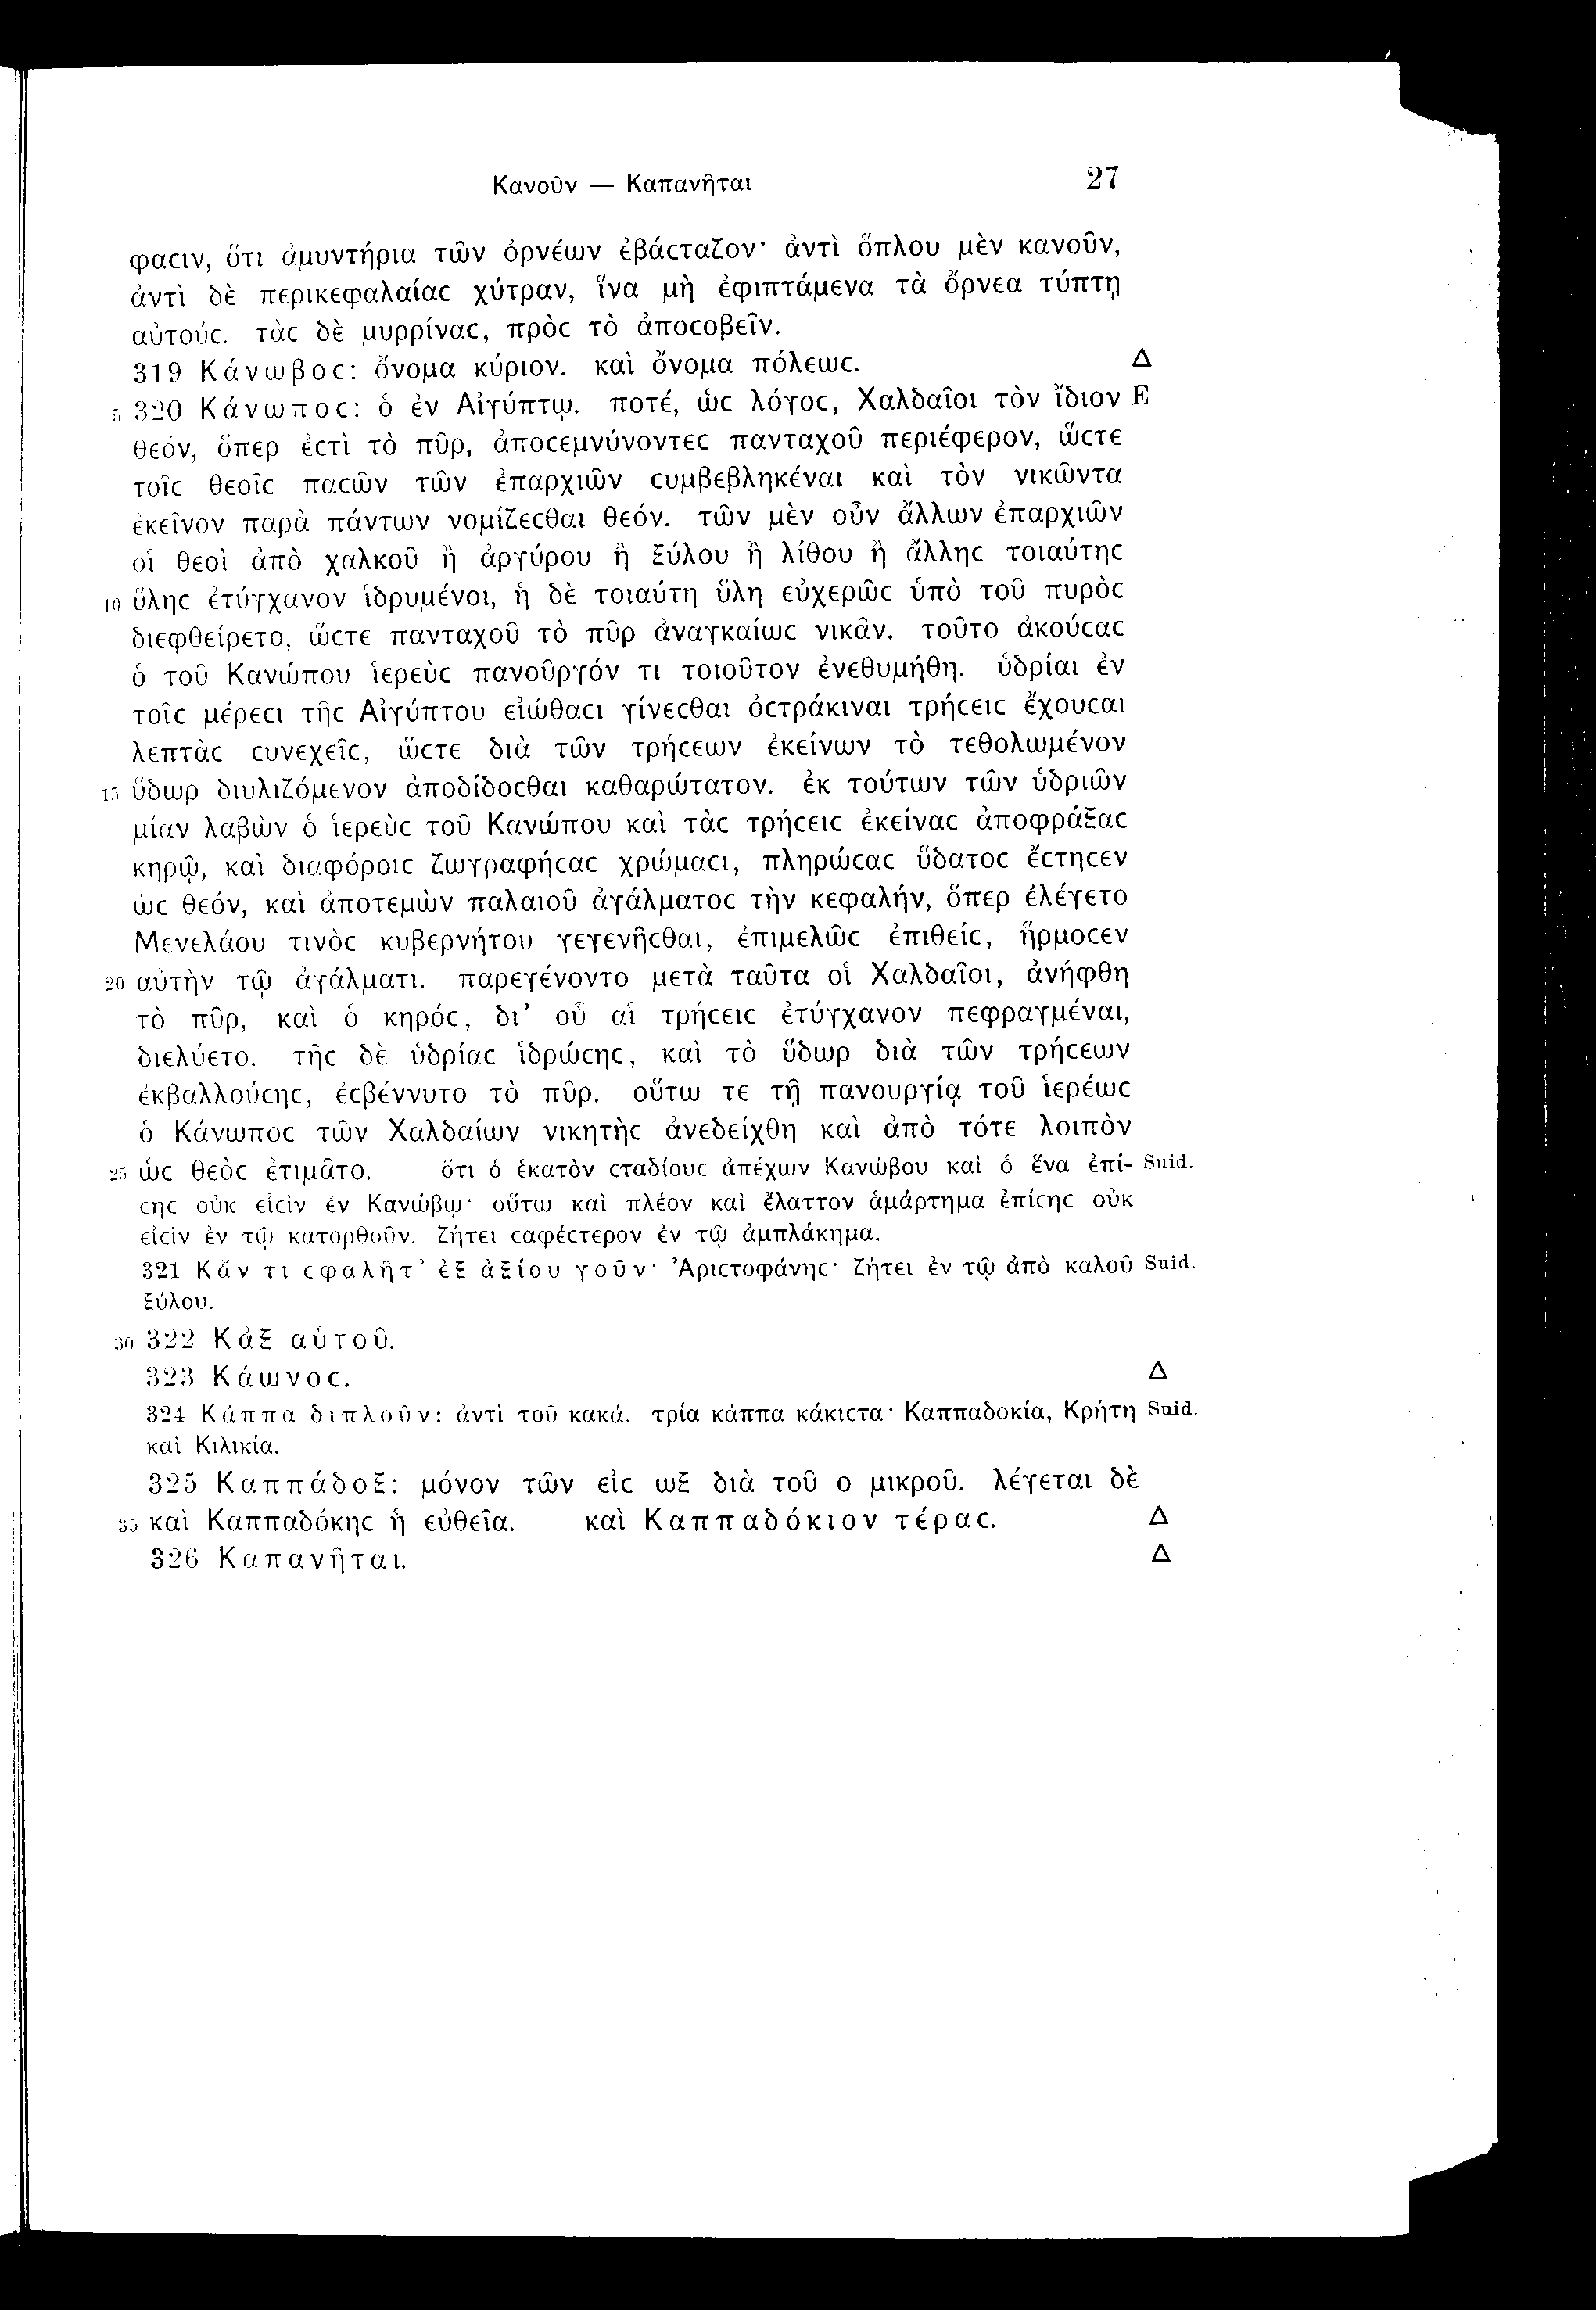 Κανοῦν — Καπανῆται 27
φαϲιν, ὅτι ἀμυντήρια τῶν ὀρνέων ἐβάϲταζον· ἀντὶ ὅπλου μὲν κανοῦν,
ἀντὶ δὲ περικεφαλαίαϲ χύτραν, ἵνα μὴ ἐφιπτάμενα τὰ ὄρνεα τύπτῃ
αὐτούϲ. τὰϲ δὲ μυρρίναϲ, πρὸϲ τὸ ἀποϲοβεῖν.
319 Κάνωβοϲ: ὄνομα κύριον. καὶ ὄνομα πόλεωϲ. Δ
5 320 Κάνωποϲ: ὁ ἐν Αἰγύπτῳ. ποτέ, ὡϲ λόγοϲ, Χαλδαῖοι τὸν ἴδιον E
θεόν, ὅπερ ἐϲτὶ τὸ πῦρ, ἀποϲεμνύνοντεϲ πανταχοῦ περιέφερον, ὥϲτε
τοῖϲ θεοῖϲ παϲῶν τῶν ἐπαρχιῶν ϲυμβεβληκέναι καὶ τὸν νικῶντα
ἐκεῖνον παρὰ πάντων νομίζεϲθαι θεόν. τῶν μὲν οὖν ἄλλων ἐπαρχιῶν
οἱ θεοὶ ἀπὸ χαλκοῦ ἢ ἀργύρου ἢ ξύλου ἢ λίθου ἢ ἄλληϲ τοιαύτηϲ
10 ὕληϲ ἐτύγχανον ἱδρυμένοι, ἡ δὲ τοιαύτη ὕλη εὐχερῶϲ ὑπὸ τοῦ πυρὸϲ
διεφθείρετο, ὥϲτε πανταχοῦ τὸ πῦρ ἀναγκαίωϲ νικᾶν. τοῦτο ἀκούϲαϲ
ὁ τοῦ Κανώπου ἱερεὺϲ πανοῦργόν τι τοιοῦτον ἐνεθυμήθη. ὑδρίαι ἐν
τοῖϲ μέρεϲι τῆϲ Αἰγύπτου εἰώθαϲι γίνεϲθαι ὀϲτράκιναι τρήϲειϲ ἔχουϲαι
λεπτὰϲ ϲυνεχεῖϲ, ὥϲτε διὰ τῶν τρήϲεων ἐκείνων τὸ τεθολωμένον
15 ὕδωρ διυλιζόμενον ἀποδίδοϲθαι καθαρώτατον. ἐκ τούτων τῶν ὑδριῶν
μίαν λαβὼν ὁ ἱερεὺϲ τοῦ Κανώπου καὶ τὰϲ τρήϲειϲ ἐκείναϲ ἀποφράξαϲ
κηρῷ, καὶ διαφόροιϲ ζωγραφήϲαϲ χρώμαϲι, πληρώϲαϲ ὕδατοϲ ἔϲτηϲεν
ὡϲ θεόν, καὶ ἀποτεμὼν παλαιοῦ ἀγάλματοϲ τὴν κεφαλήν, ὅπερ ἐλέγετο
Μενελάου τινὸϲ κυβερνήτου γεγενῆϲθαι, ἐπιμελῶϲ ἐπιθείϲ, ἥρμοϲεν
20 αὐτὴν τῷ ἀγάλματι. παρεγένοντο μετὰ ταῦτα οἱ Χαλδαῖοι, ἀνήφθη
τὸ πῦρ, καὶ ὁ κηρόϲ, δι’ οὗ αἱ τρήϲειϲ ἐτύγχανον πεφραγμέναι,
διελύετο. τῆϲ δὲ ὑδρίαϲ ἱδρώϲηϲ, καὶ τὸ ὕδωρ διὰ τῶν τρήϲεων
ἐκβαλλούϲηϲ, ἐϲβέννυτο τὸ πῦρ. οὕτω τε τῇ πανουργίᾳ τοῦ ἱερέωϲ
ὁ Κάνωποϲ τῶν Χαλδαίων νικητὴϲ ἀνεδείχθη καὶ ἀπὸ τότε λοιπὸν
25 ὡϲ θεὸϲ ἐτιμᾶτο. ὅτι ὁ ἑκατὸν ϲταδίουϲ ἀπέχων Κανώβου καὶ ὁ ἕνα ἐπί- Suid.
ϲηϲ οὐκ εἰϲὶν ἐν Κανώβῳ· οὕτω καὶ πλέον καὶ ἔλαττον ἁμάρτημα ἐπίϲηϲ οὐκ
εἰϲὶν ἐν τῷ κατορθοῦν. ζήτει ϲαφέϲτερον ἐν τῷ ἀμπλάκημα.
321 Κἄν τι ϲφαλῆτ’ ἐξ ἀξίου γοῦν· Ἀριϲτοφάνηϲ· ζήτει ἐν τῷ ἀπὸ καλοῦ Suid.
ξύλου.
30 322 Κἀξ αὑτοῦ.
323 Κάωνοϲ. Δ
324 Κάππα διπλοῦν: ἀντὶ τοῦ κακά. τρία κάππα κάκιϲτα· Καππαδοκία, Κρήτη Suid.
καὶ Κιλικία.
325 Καππάδοξ: μόνον τῶν εἰϲ ωξ διὰ τοῦ ο μικροῦ. λέγεται δὲ
35 καὶ Καππαδόκηϲ ἡ εὐθεῖα. καὶ Καππαδόκιον τέραϲ. Δ
326 Καπανῆται. Δ